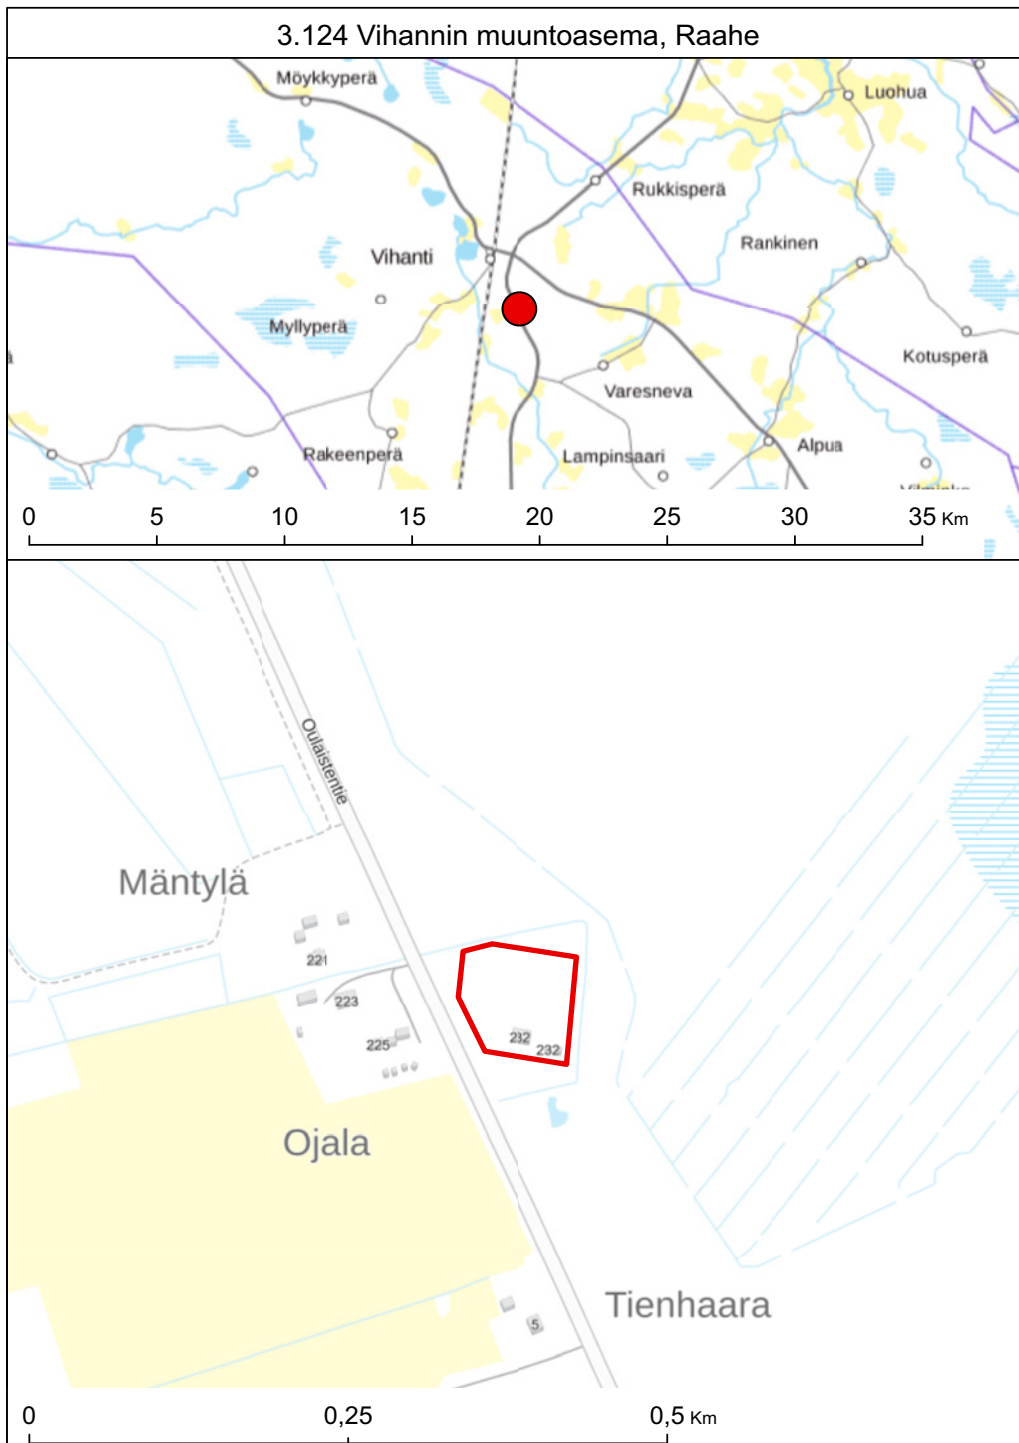 3.124 Vihannin muuntoasema, Raahe
Möykkyperä
Luohua
Rukkisperä
Rankinen
Vihanti
Myllyperä
Kotusperä
ä
Varesneva
Rakeenperä
Lampinsaari
Alpua
0 5 10 15 20 25 30 35 Km
Oulaistentie
Mäntylä
221
223
225
232
232
Ojala
Tienhaara
5
0 0,25 0,5 Km